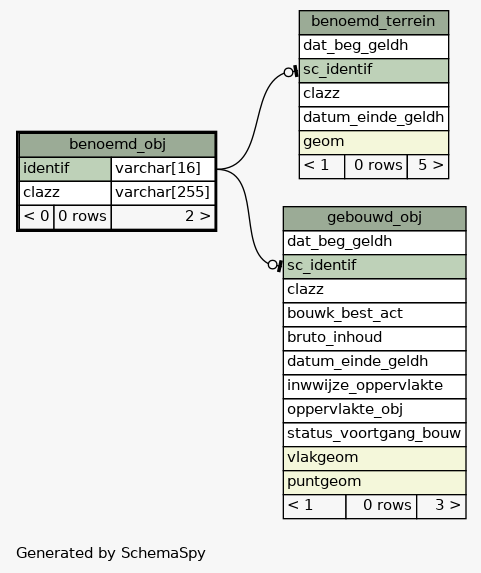 benoemd_terrein
dat_beg_geldh
sc_identif
clazz
datum_einde_geldh
geom
< 1 0 rows 5 >
benoemd_obj
identif varchar[16]
clazz varchar[255]
< 0 0 rows 2 >
gebouwd_obj
dat_beg_geldh
sc_identif
clazz
bouwk_best_act
bruto_inhoud
datum_einde_geldh
inwwijze_oppervlakte
oppervlakte_obj
status_voortgang_bouw
vlakgeom
puntgeom
< 1 0 rows 3 >
Generated by SchemaSpy